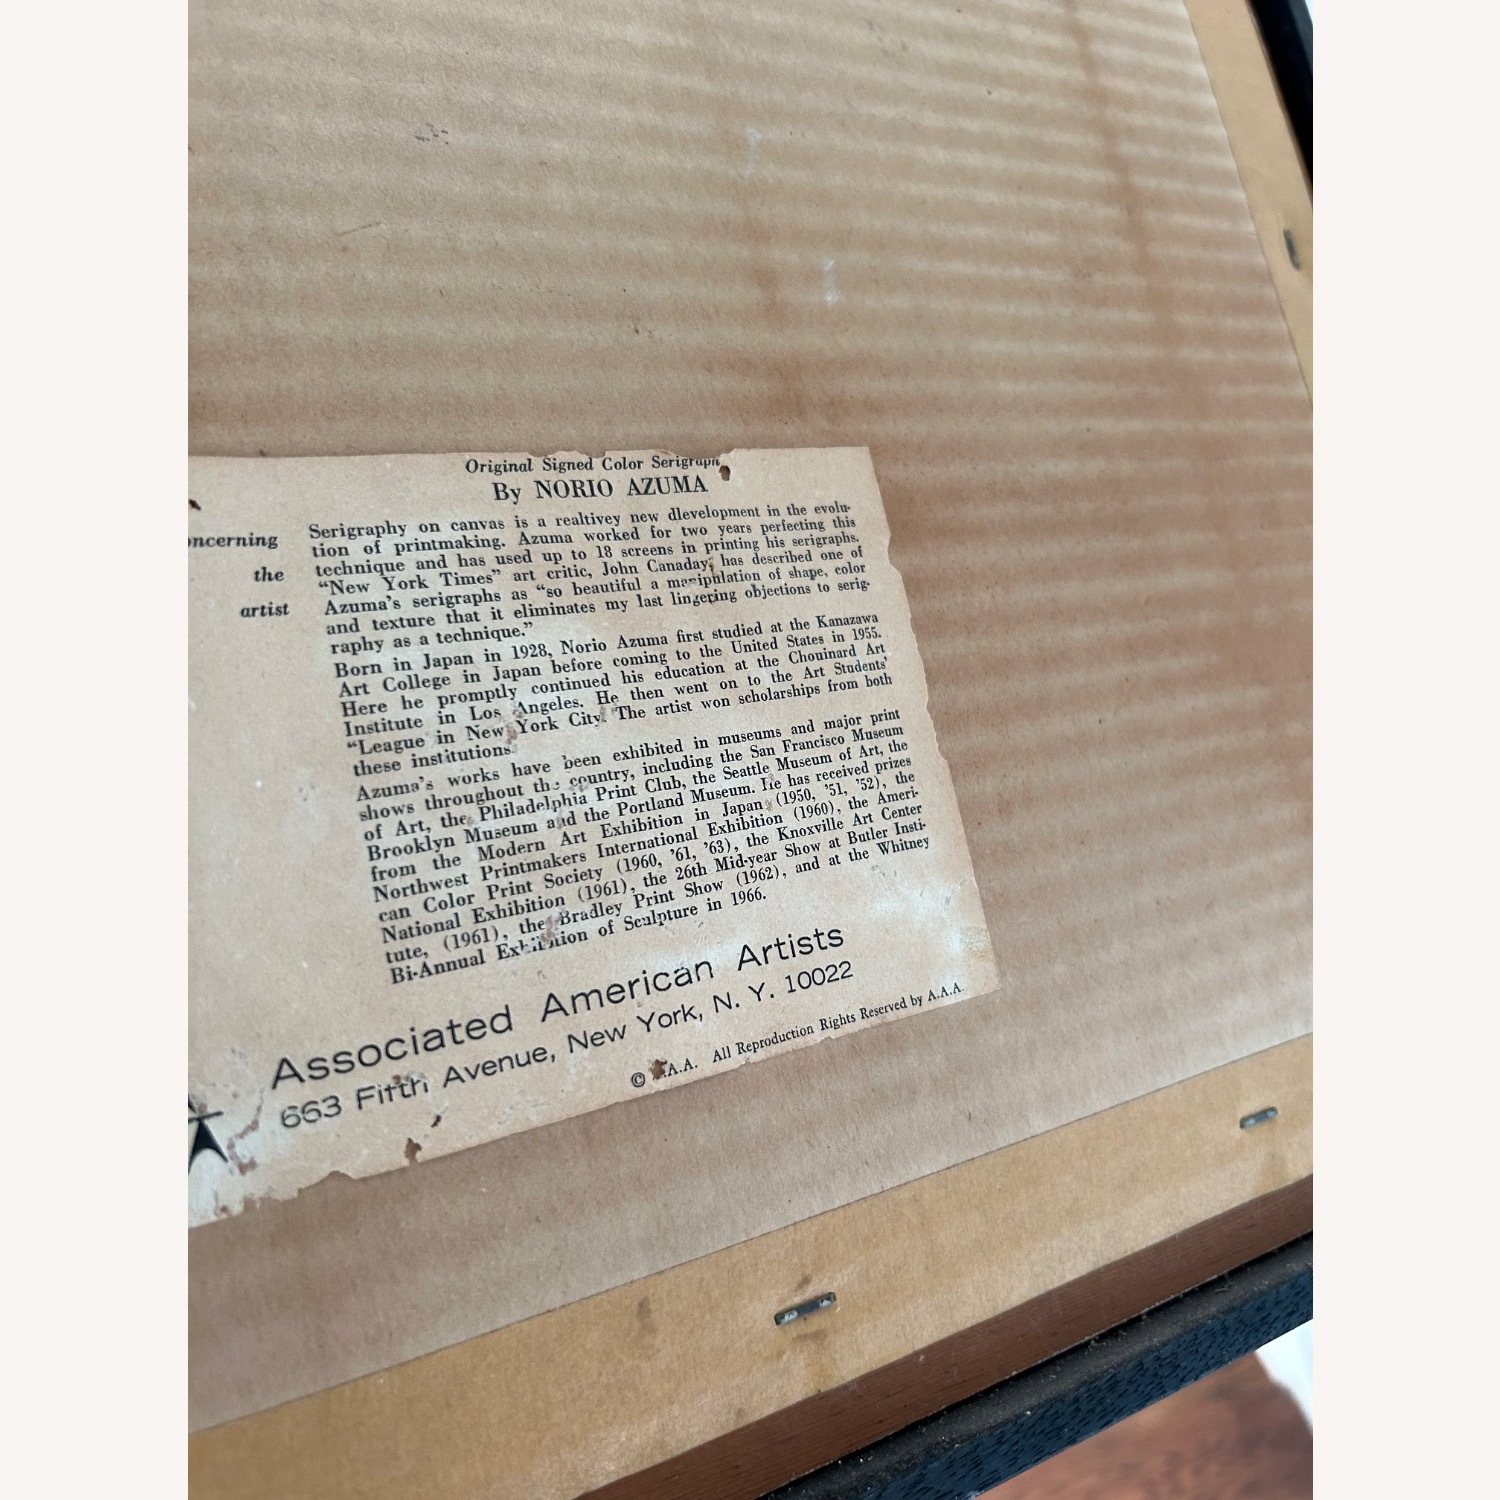 Original Signed Color Serigraph
By NORIO AZUMA
oncerning
the
artist
Serigraphy on canvas is a realtivey new dlevelopment in the evolu-
tion of printmaking. Azuma worked for two years perfecting this
technique and has used up to 18 screens in printing his serigraphs.
“New York Times” art critic, John Canaday, has described one of
Azuma’s serigraphs as “so beautiful a manipulation of shape, color
and texture that it eliminates my last lingering objections to serig-
raphy as a technique.”
Born in Japan in 1928, Norio Azuma first studied at the Kanazawa
Art College in Japan before coming to the United States in 1955.
Here he promptly continued his education at the Chouinard Art
Institute in Los Angeles. He then went on to the Art Students’
“League in New York City. The artist won scholarships from both
these institutions.
Azuma’s works have been exhibited in museums and major print
shows throughout the country, including the San Francisco Museum
of Art, the Philadelphia Print Club, the Seattle Museum of Art, the
Brooklyn Museum and the Portland Museum. He has received prizes
from the Modern Art Exhibition in Japan (1950, ’51, ’52), the
Northwest Printmakers International Exhibition (1960), the Ameri-
can Color Print Society (1960, ’61, ’63), the Knoxville Art Center
National Exhibition (1961), the 26th Mid-year Show at Butler Insti-
tute, (1961), the Bradley Print Show (1962), and at the Whitney
Bi-Annual Exhibition of Sculpture in 1966.
Associated American Artists
663 Fifth Avenue, New York, N. Y. 10022
© A.A.A. All Reproduction Rights Reserved by A.A.A.